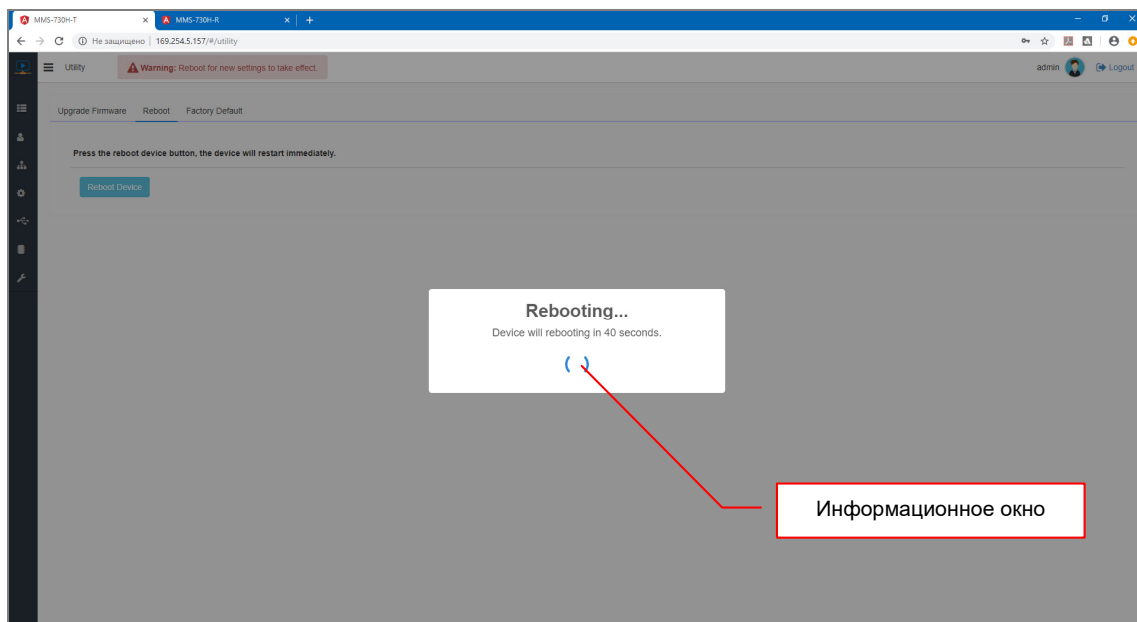 MMS-730H-T
MMS-730H-R
Не защищено
169.254.5.157/#/utility
Utility
Warning: Reboot for new settings to take effect.
admin
Logout
Upgrade Firmware Reboot Factory Default
Press the reboot device button, the device will restart immediately.
Reboot Device
Rebooting...
Device will rebooting in 40 seconds.
Информационное окно